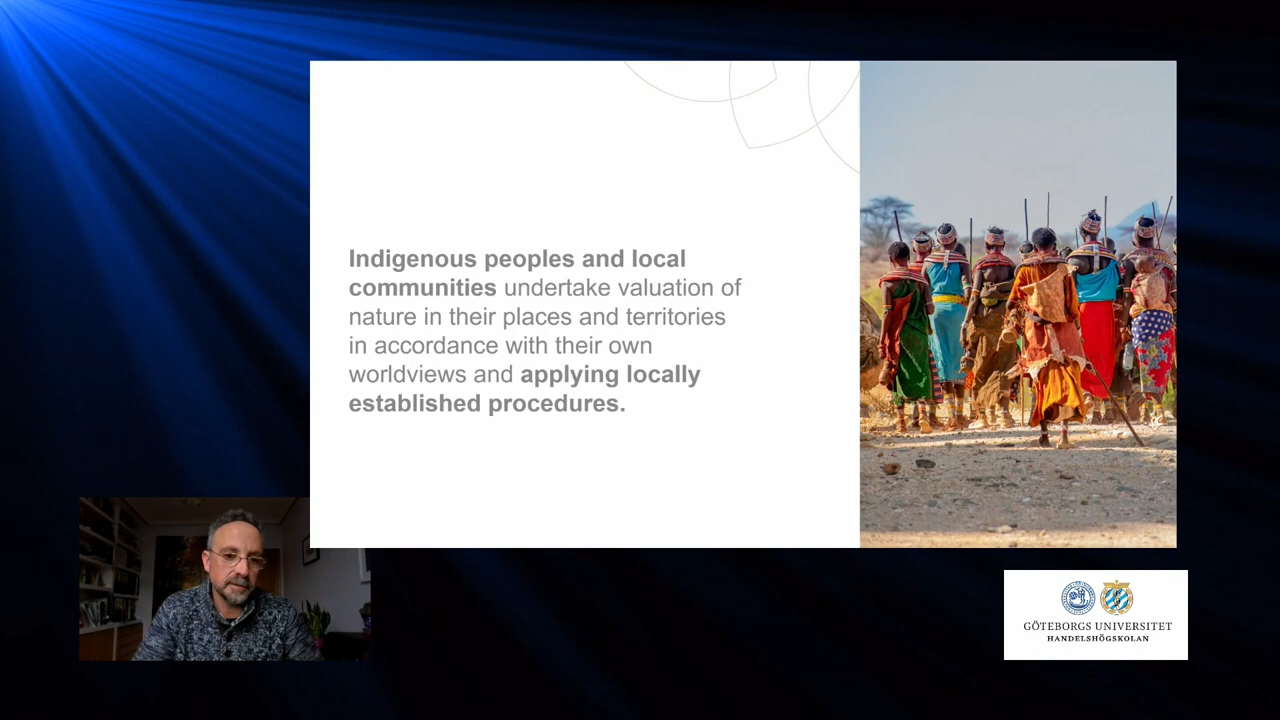 Indigenous peoples and local
communities undertake valuation of
nature in their places and territories
in accordance with their own
worldviews and applying locally
established procedures.
GÖTEBORGS UNIVERSITET
HANDELSHÖGSKOLAN